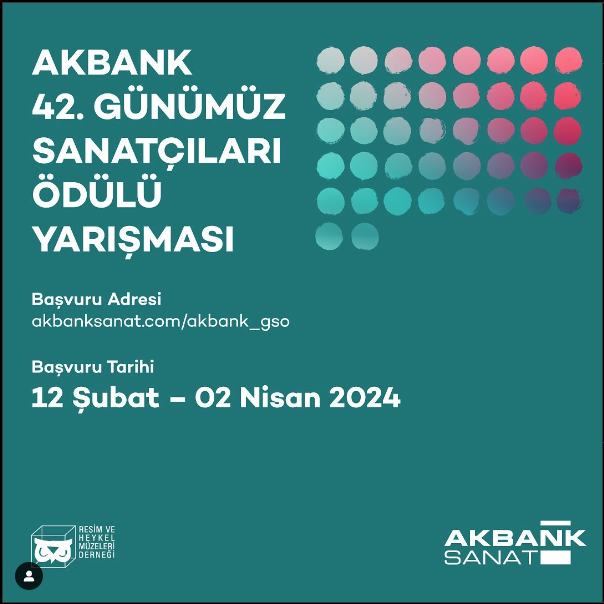 AKBANK
42. GÜNÜMÜZ
SANATÇILARI
ÖDÜLÜ
YARIŞMASI
Başvuru Adresi
akbanksanat.com/akbank_gso
Başvuru Tarihi
12 Şubat – 02 Nisan 2024
RESİM VE
HEYKEL
MÜZELERİ
DERNEĞİ
AKBANK
SANAT